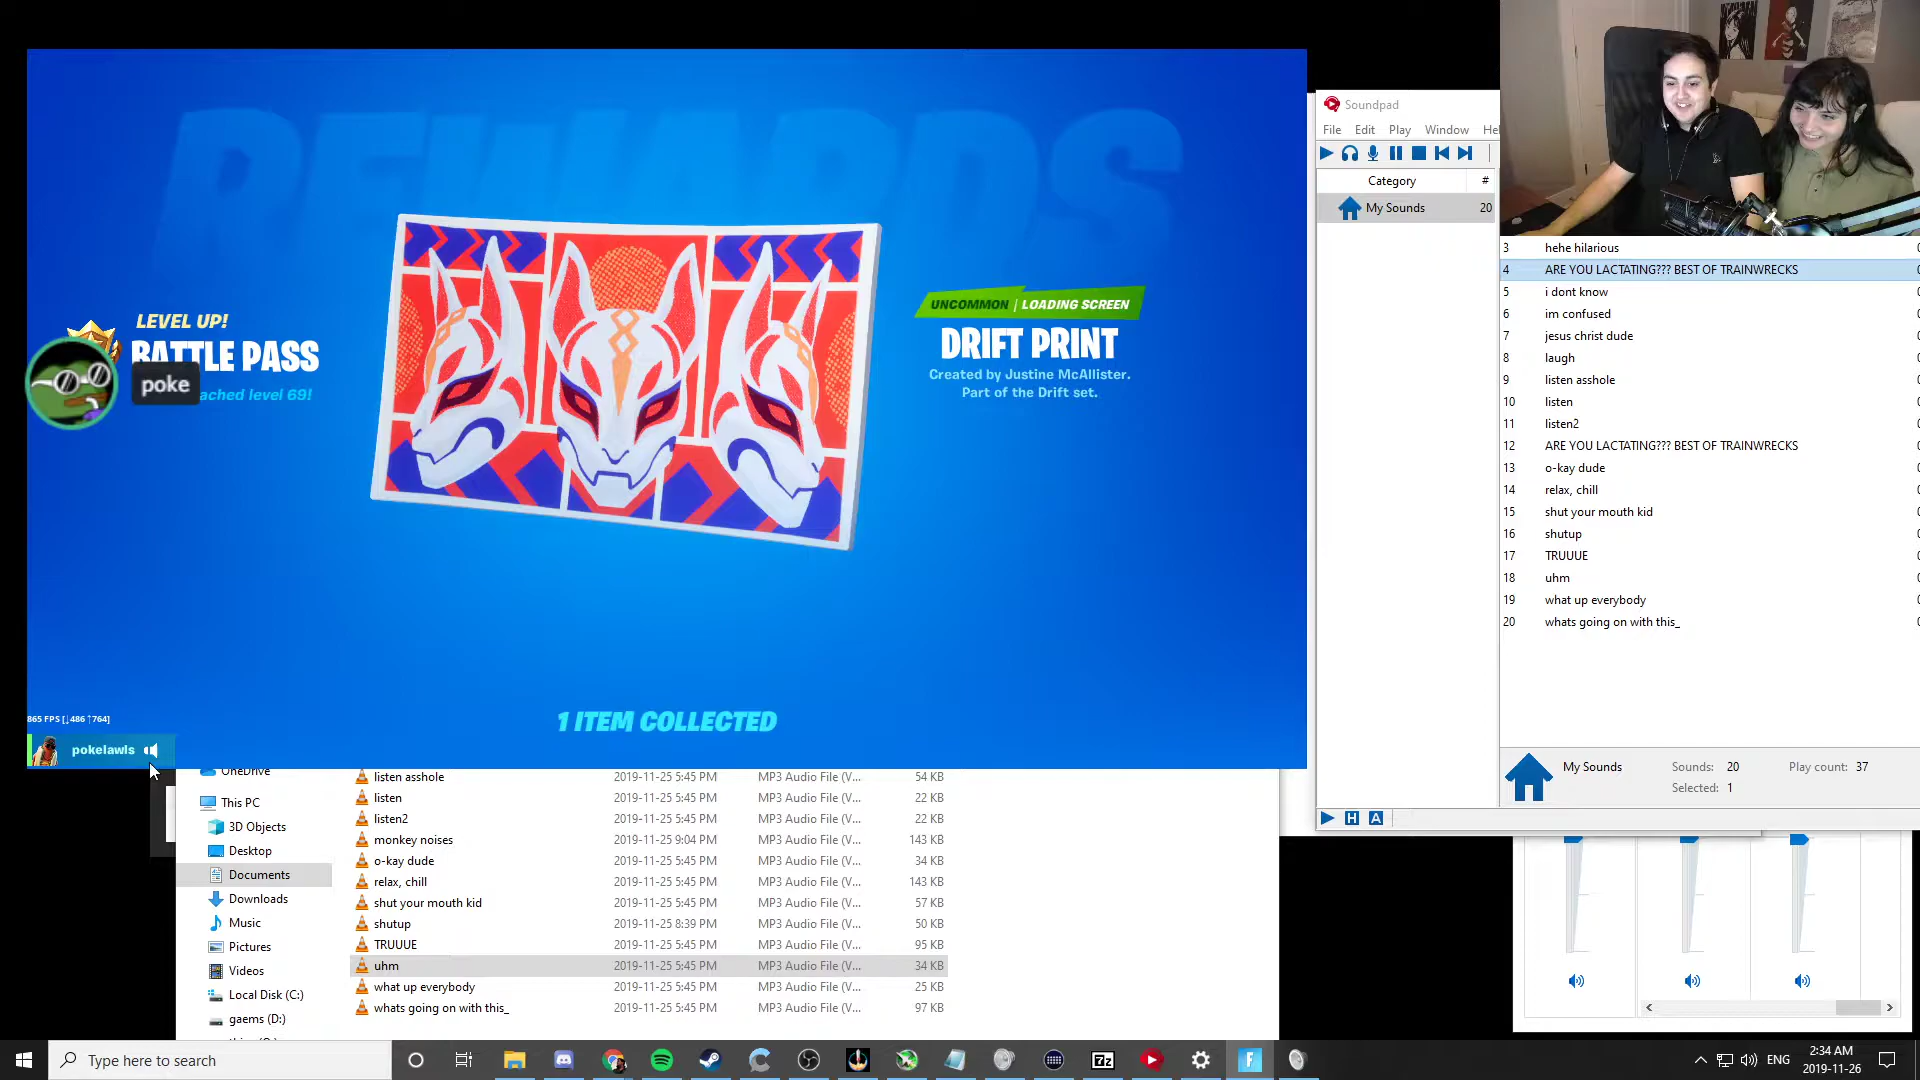 REWARDS
LEVEL UP!
BATTLE PASS
ached level 69!
poke
UNCOMMON | LOADING SCREEN
DRIFT PRINT
Created by Justine McAllister.
Part of the Drift set.
1 ITEM COLLECTED
865 FPS [↓486 ↑764]
pokelawls
Soundpad
File Edit Play Window Hel
Category #
My Sounds 20
3 hehe hilarious
4 ARE YOU LACTATING??? BEST OF TRAINWRECKS
5 i dont know
6 im confused
7 jesus christ dude
8 laugh
9 listen asshole
10 listen
11 listen2
12 ARE YOU LACTATING??? BEST OF TRAINWRECKS
13 o-kay dude
14 relax, chill
15 shut your mouth kid
16 shutup
17 TRUUUE
18 uhm
19 what up everybody
20 whats going on with this_
My Sounds Sounds: 20 Play count: 37
Selected: 1
H A
OneDrive
This PC
3D Objects
Desktop
Documents
Downloads
Music
Pictures
Videos
Local Disk (C:)
gaems (D:)
listen asshole 2019-11-25 5:45 PM MP3 Audio File (V... 54 KB
listen 2019-11-25 5:45 PM MP3 Audio File (V... 22 KB
listen2 2019-11-25 5:45 PM MP3 Audio File (V... 22 KB
monkey noises 2019-11-25 9:04 PM MP3 Audio File (V... 143 KB
o-kay dude 2019-11-25 5:45 PM MP3 Audio File (V... 34 KB
relax, chill 2019-11-25 5:45 PM MP3 Audio File (V... 143 KB
shut your mouth kid 2019-11-25 5:45 PM MP3 Audio File (V... 57 KB
shutup 2019-11-25 8:39 PM MP3 Audio File (V... 50 KB
TRUUUE 2019-11-25 5:45 PM MP3 Audio File (V... 95 KB
uhm 2019-11-25 5:45 PM MP3 Audio File (V... 34 KB
what up everybody 2019-11-25 5:45 PM MP3 Audio File (V... 25 KB
whats going on with this_ 2019-11-25 5:45 PM MP3 Audio File (V... 97 KB
Type here to search
7z
F
ENG
2:34 AM
2019-11-26